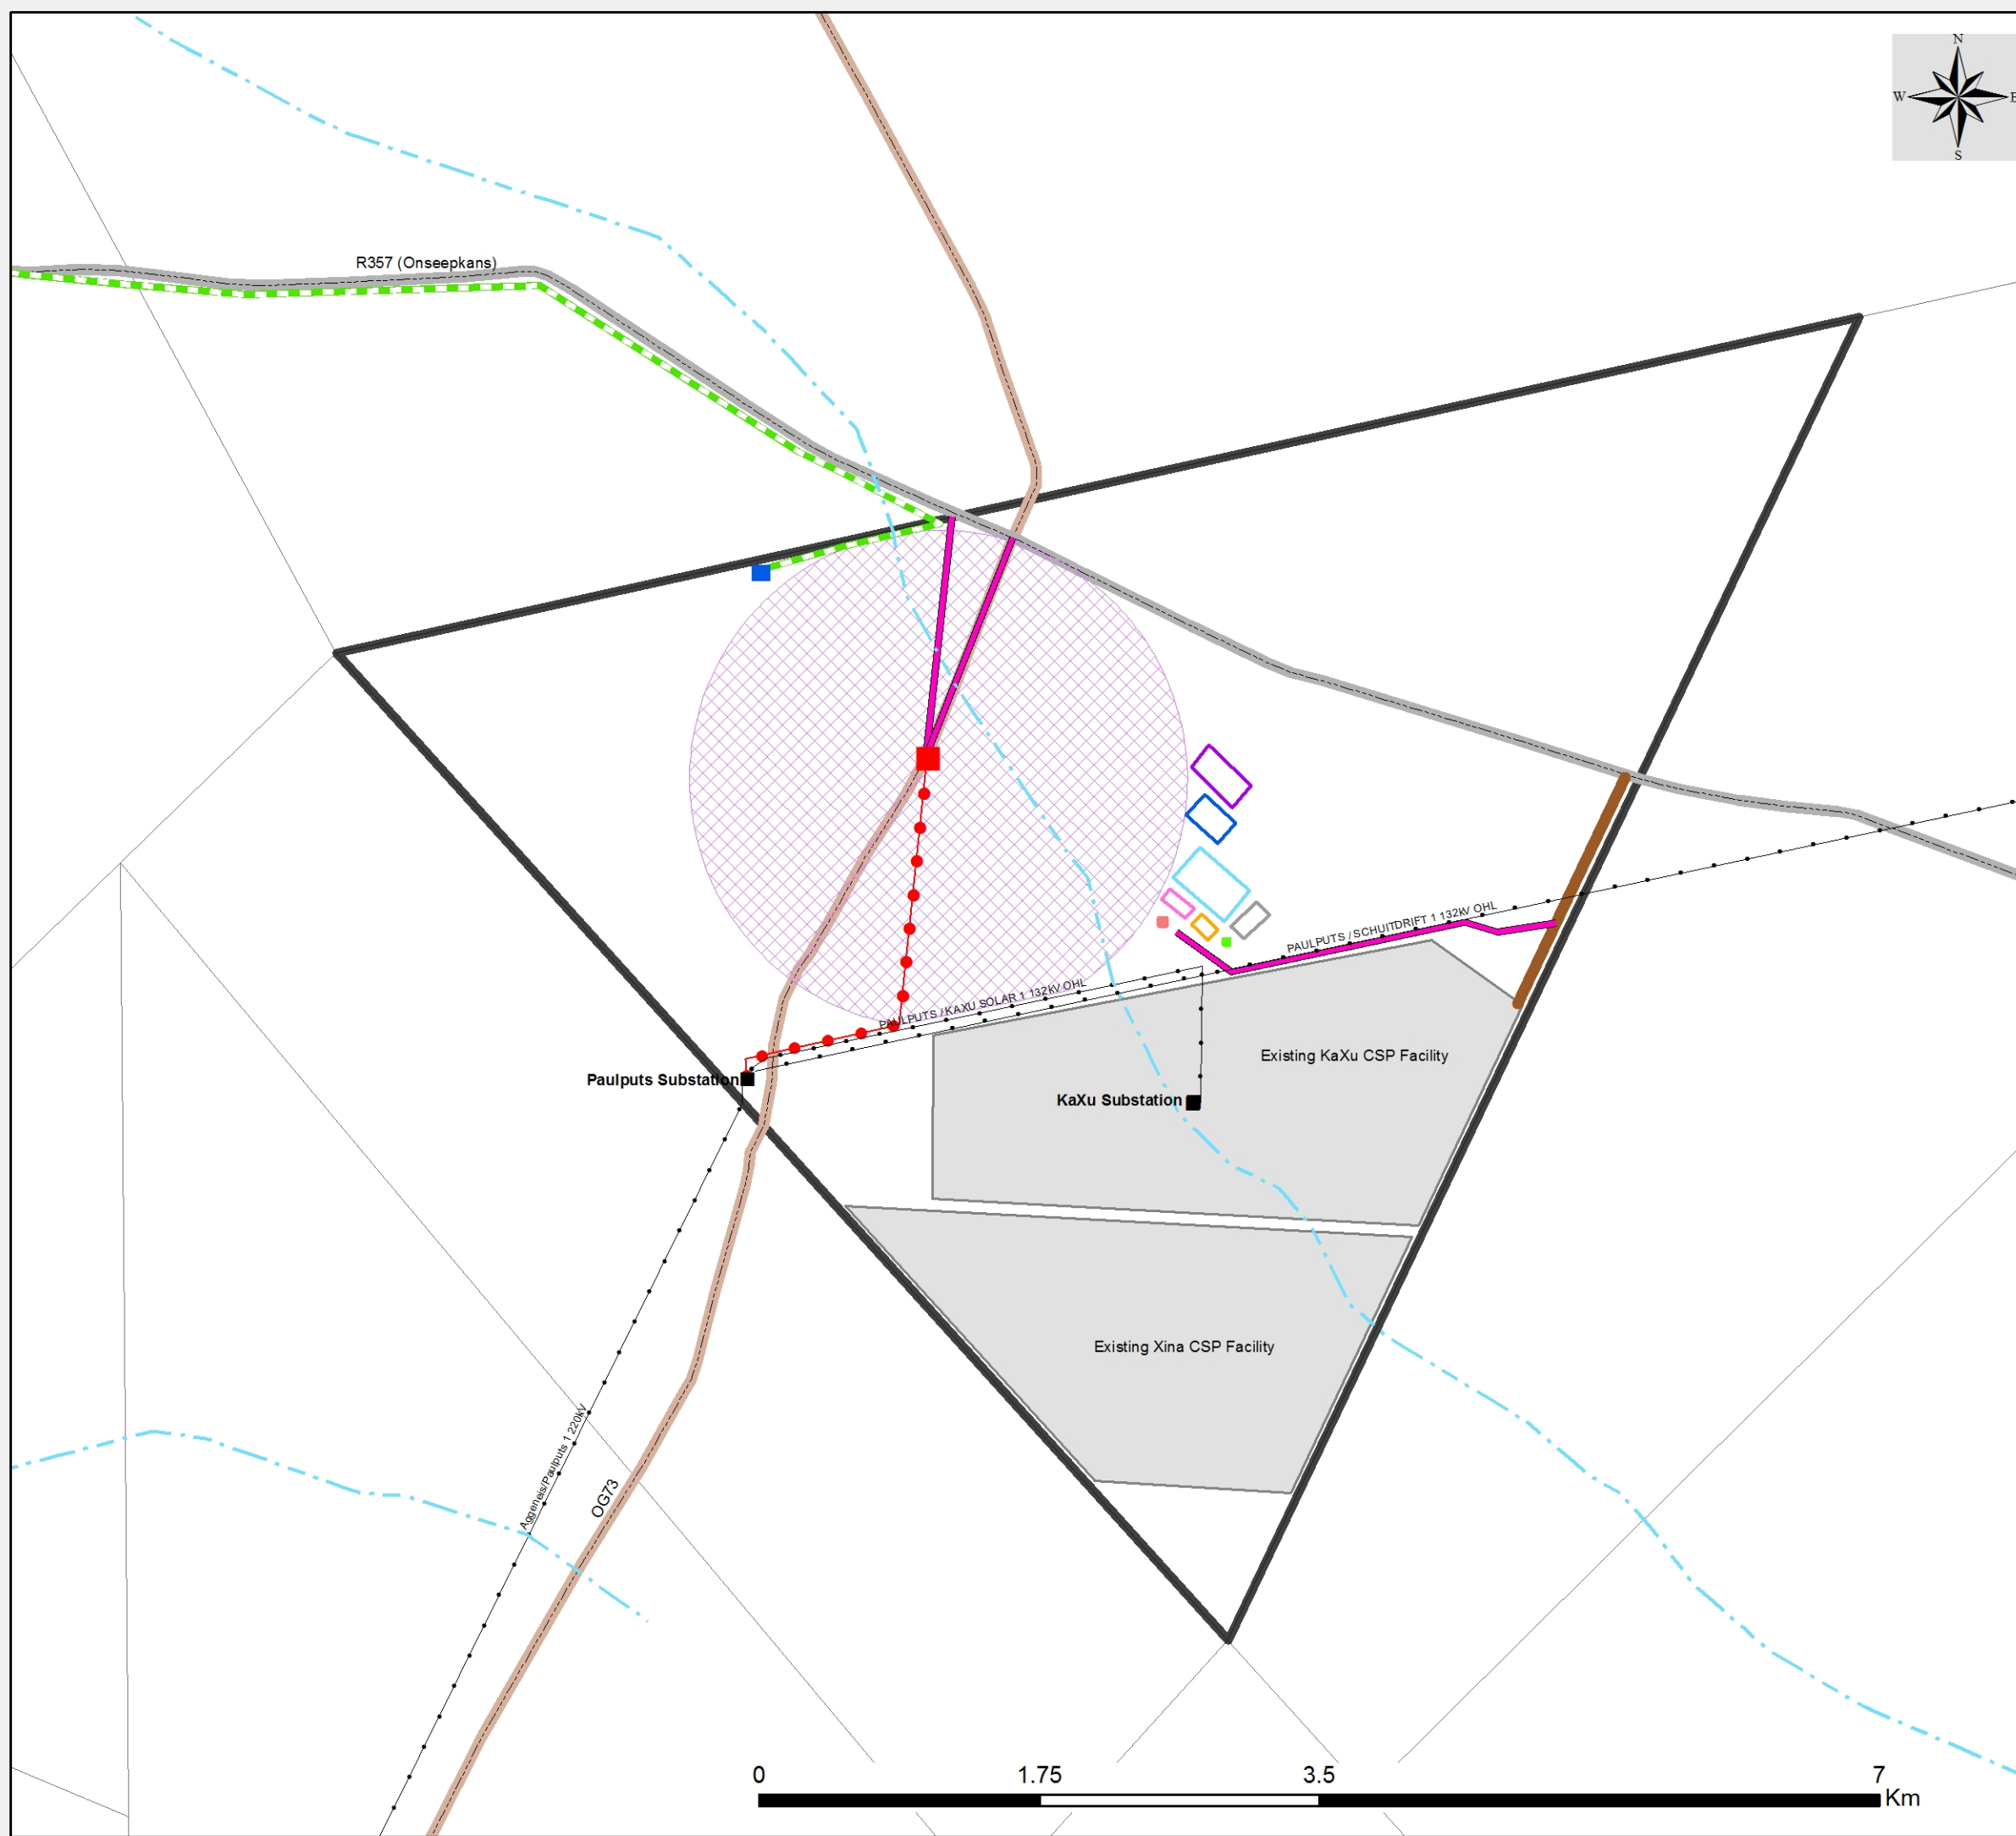 N
W E
S
R357 (Onseepkans)
PAULPUTS / SCHUITDRIFT 1 132kV OHL
PAULPUTS / KAXU SOLAR 1 132kV OHL
Existing KaXu CSP Facility
Paulputs Substation
KaXu Substation
Existing Xina CSP Facility
Aggeneis/Paulputs 1 220kV
OG73
0 1.75 3.5 7
Km